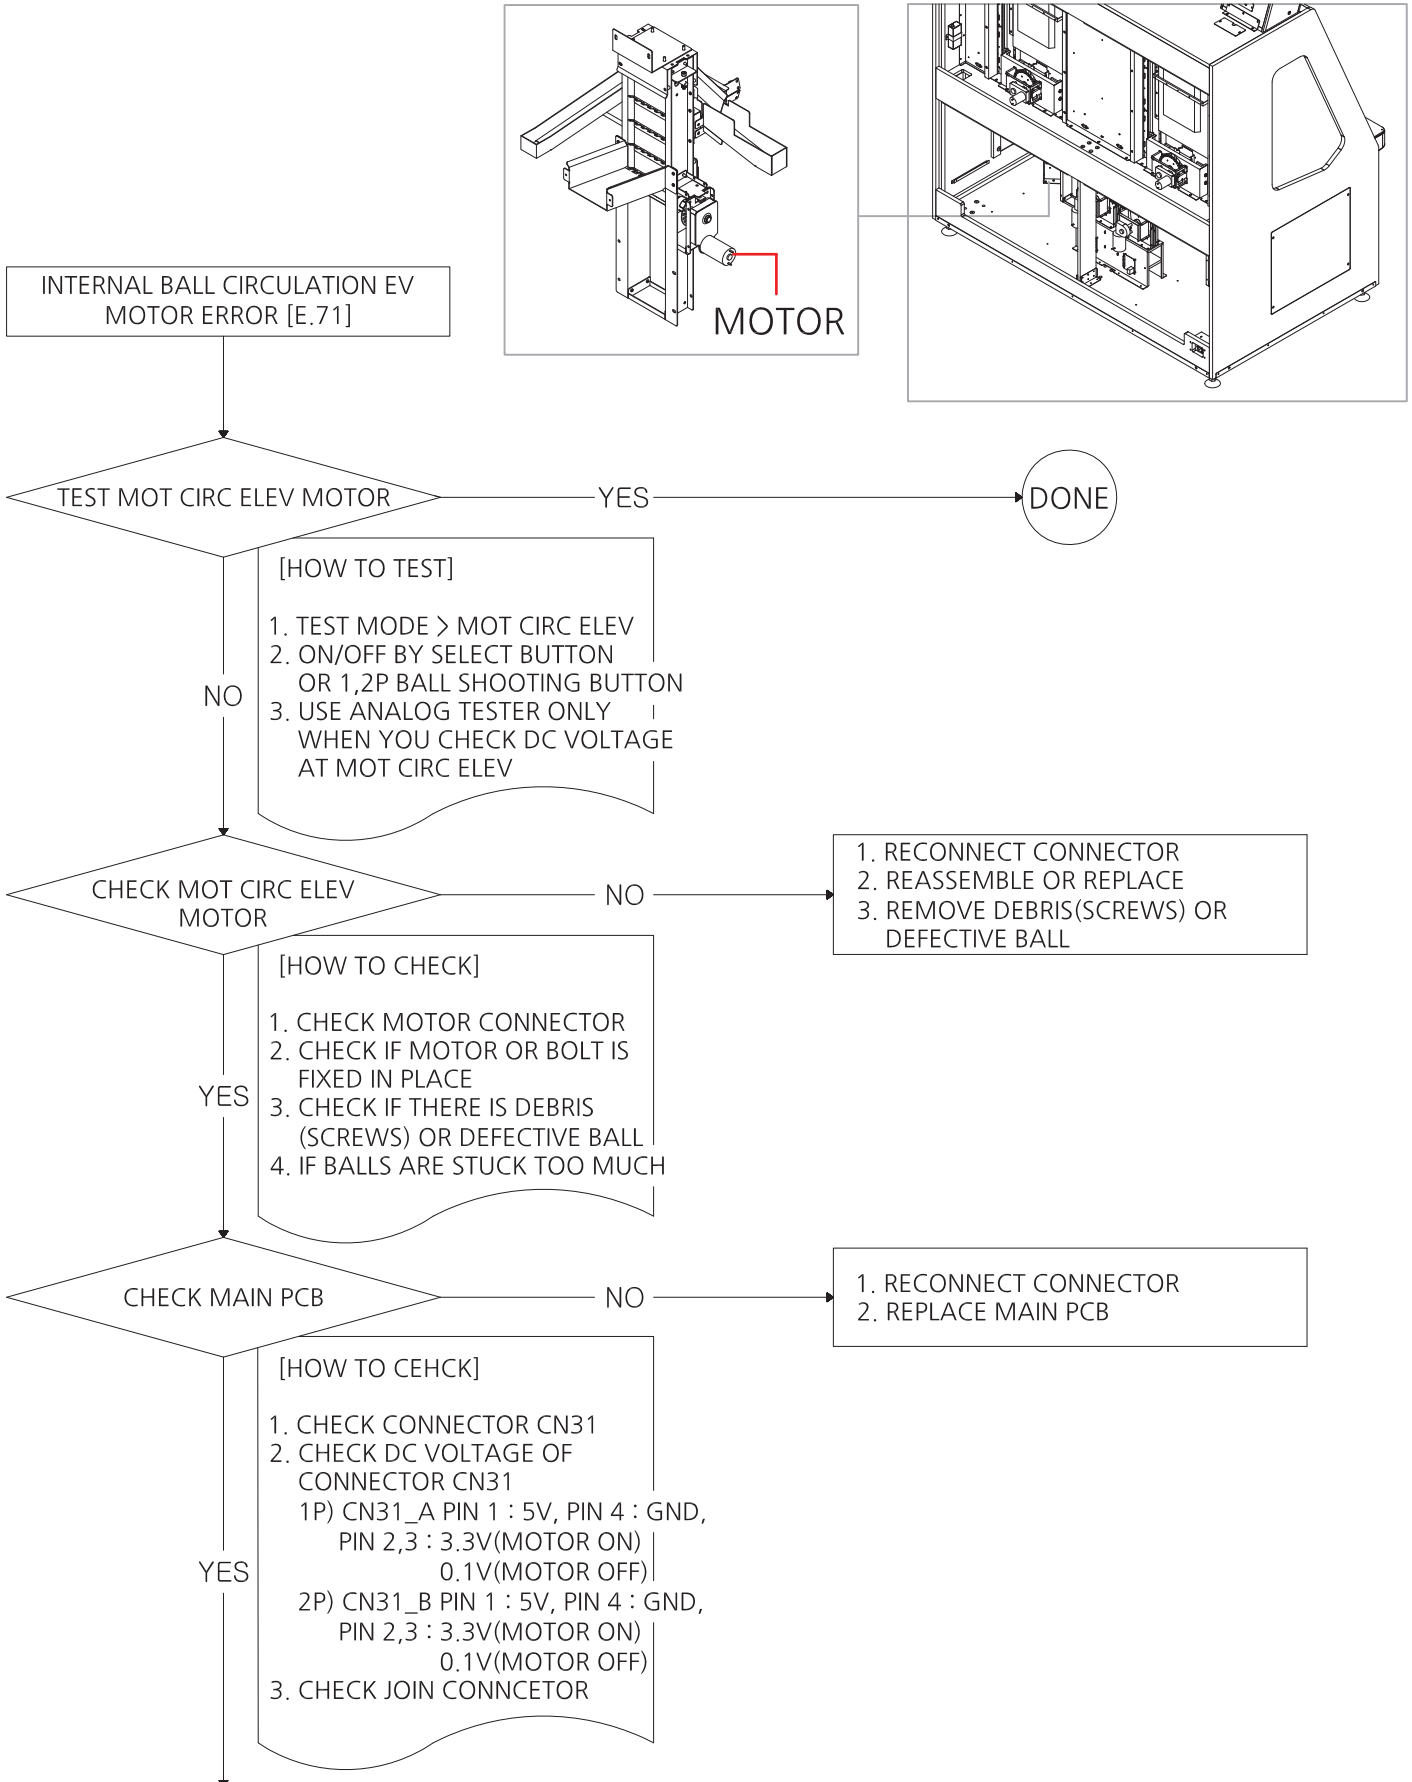 MOTOR
INTERNAL BALL CIRCULATION EV
MOTOR ERROR [E.71]
TEST MOT CIRC ELEV MOTOR
YES
DONE
[HOW TO TEST]
1. TEST MODE > MOT CIRC ELEV
2. ON/OFF BY SELECT BUTTON
OR 1,2P BALL SHOOTING BUTTON
3. USE ANALOG TESTER ONLY
WHEN YOU CHECK DC VOLTAGE
AT MOT CIRC ELEV
NO
CHECK MOT CIRC ELEV
MOTOR
NO
1. RECONNECT CONNECTOR
2. REASSEMBLE OR REPLACE
3. REMOVE DEBRIS(SCREWS) OR
DEFECTIVE BALL
[HOW TO CHECK]
1. CHECK MOTOR CONNECTOR
2. CHECK IF MOTOR OR BOLT IS
FIXED IN PLACE
3. CHECK IF THERE IS DEBRIS
(SCREWS) OR DEFECTIVE BALL
4. IF BALLS ARE STUCK TOO MUCH
YES
CHECK MAIN PCB
NO
1. RECONNECT CONNECTOR
2. REPLACE MAIN PCB
[HOW TO CEHCK]
1. CHECK CONNECTOR CN31
2. CHECK DC VOLTAGE OF
CONNECTOR CN31
1P) CN31_A PIN 1 : 5V, PIN 4 : GND,
PIN 2,3 : 3.3V(MOTOR ON)
0.1V(MOTOR OFF)
2P) CN31_B PIN 1 : 5V, PIN 4 : GND,
PIN 2,3 : 3.3V(MOTOR ON)
0.1V(MOTOR OFF)
3. CHECK JOIN CONNCETOR
YES